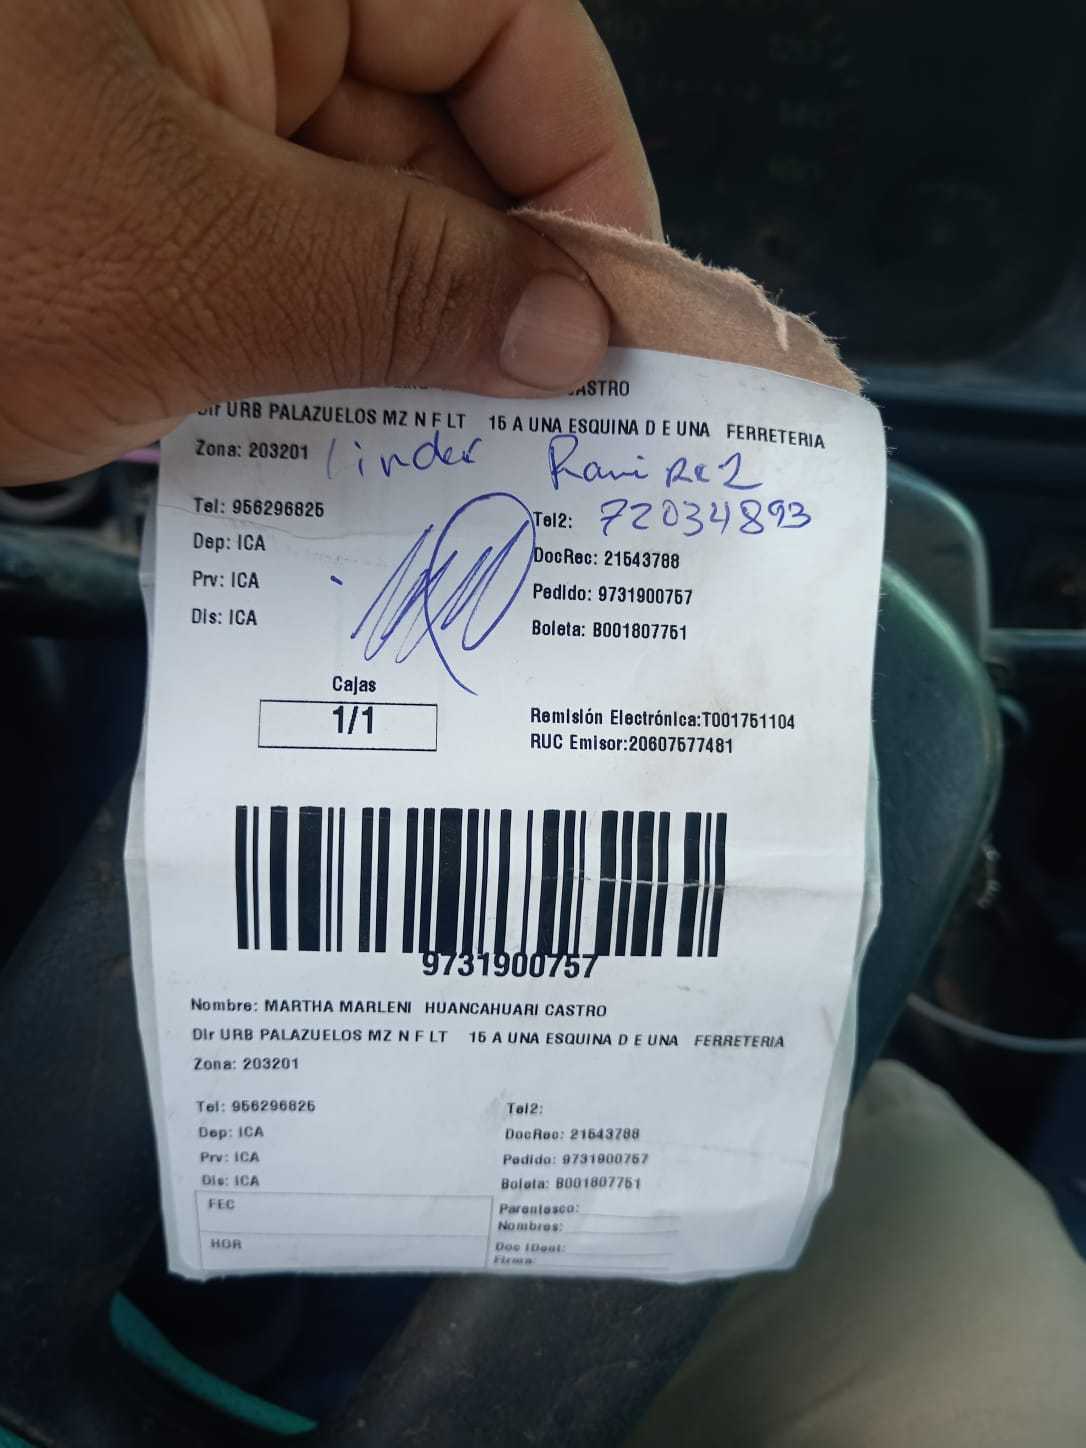 CASTRO
Dir URB PALAZUELOS MZ N F LT 15 A UNA ESQUINA D E UNA FERRETERIA
Zona: 203201 Linder Ramirez
Tel: 956296825 Tel2: 72034893
Dep: ICA DocRec: 21543788
Prv: ICA Pedido: 9731900757
Dis: ICA Boleta: B001807751
Cajas
1/1
Remisión Electrónica:T001751104
RUC Emisor:20607577481
9731900757
Nombre: MARTHA MARLENI HUANCAHUARI CASTRO
Dir URB PALAZUELOS MZ N F LT 15 A UNA ESQUINA D E UNA FERRETERIA
Zona: 203201
Tel: 956296825 Tel2:
Dep: ICA DocRec: 21543788
Prv: ICA Pedido: 9731900757
Dis: ICA Boleta: B001807751
FEC Parentesco:
Nombres:
HOR Doc IDent:
Firma: